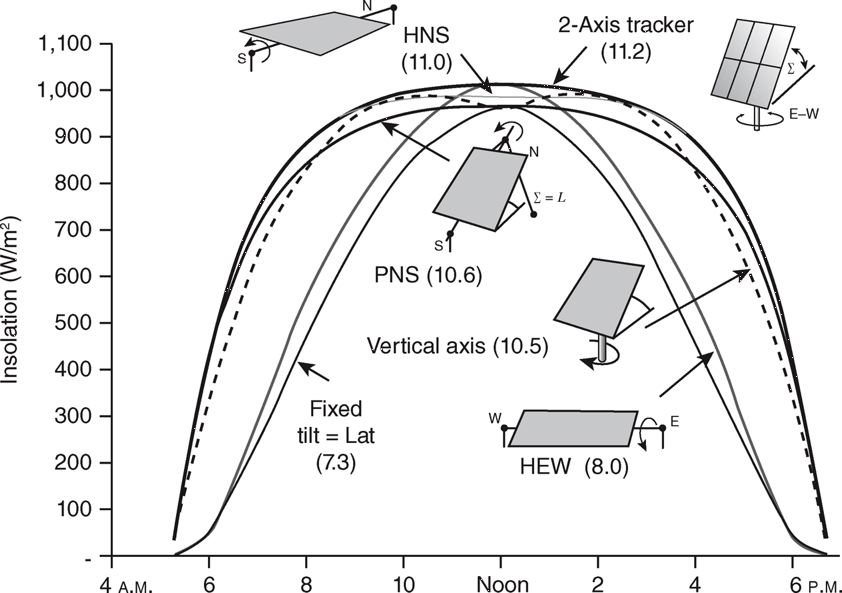 N
S
HNS
(11.0)
2-Axis tracker
(11.2)
Σ
E–W
1,100
1,000
900
800
700
600
500
400
300
200
100
-
Insolation (W/m²)
N
Σ = L
S
PNS (10.6)
Vertical axis (10.5)
Fixed
tilt = Lat
(7.3)
W
E
HEW (8.0)
4 A.M.
6
8
10
Noon
2
4
6 P.M.